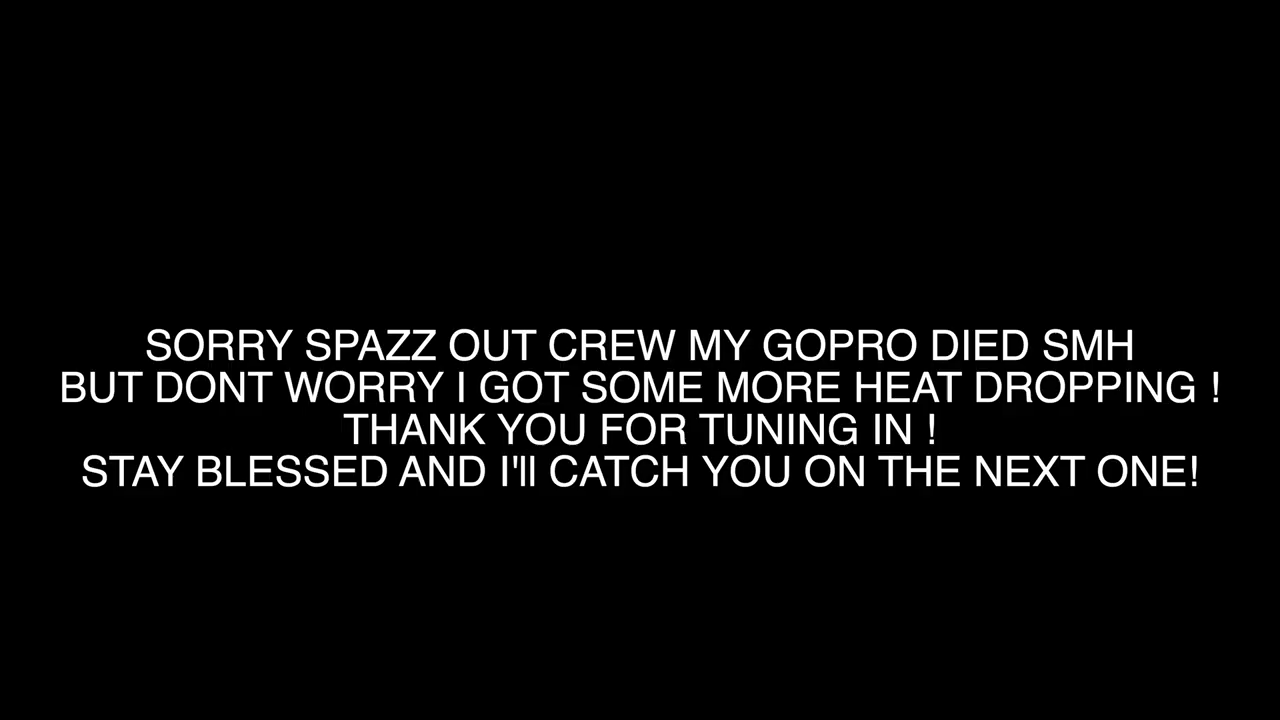 SORRY SPAZZ OUT CREW MY GOPRO DIED SMH
BUT DONT WORRY I GOT SOME MORE HEAT DROPPING !
THANK YOU FOR TUNING IN !
STAY BLESSED AND I'll CATCH YOU ON THE NEXT ONE!